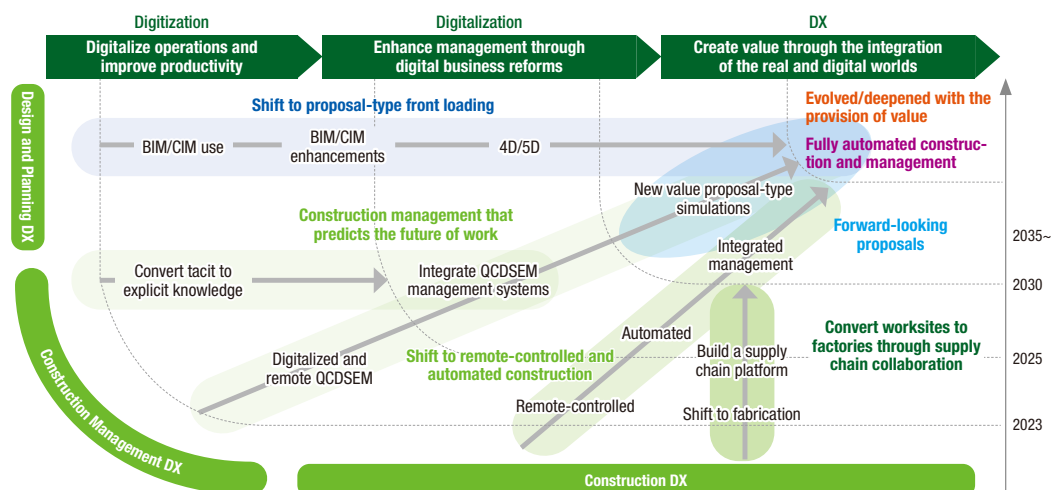 Digitization
Digitalization
DX
Digitalize operations and
improve productivity
Enhance management through
digital business reforms
Create value through the integration
of the real and digital worlds
Design and Planning DX
Shift to proposal-type front loading
Evolved/deepened with the
provision of value
BIM/CIM use
BIM/CIM
enhancements
4D/5D
Fully automated construc-
tion and management
New value proposal-type
simulations
Construction management that
predicts the future of work
Forward-looking
proposals
2035~
Integrated
management
Convert tacit to
explicit knowledge
Integrate QCDSEM
management systems
2030
Construction Management DX
Automated
Convert worksites to
factories through supply
chain collaboration
Digitalized and
remote QCDSEM
Shift to remote-controlled and
automated construction
Build a supply
chain platform
2025
Remote-controlled
Shift to fabrication
2023
Construction DX